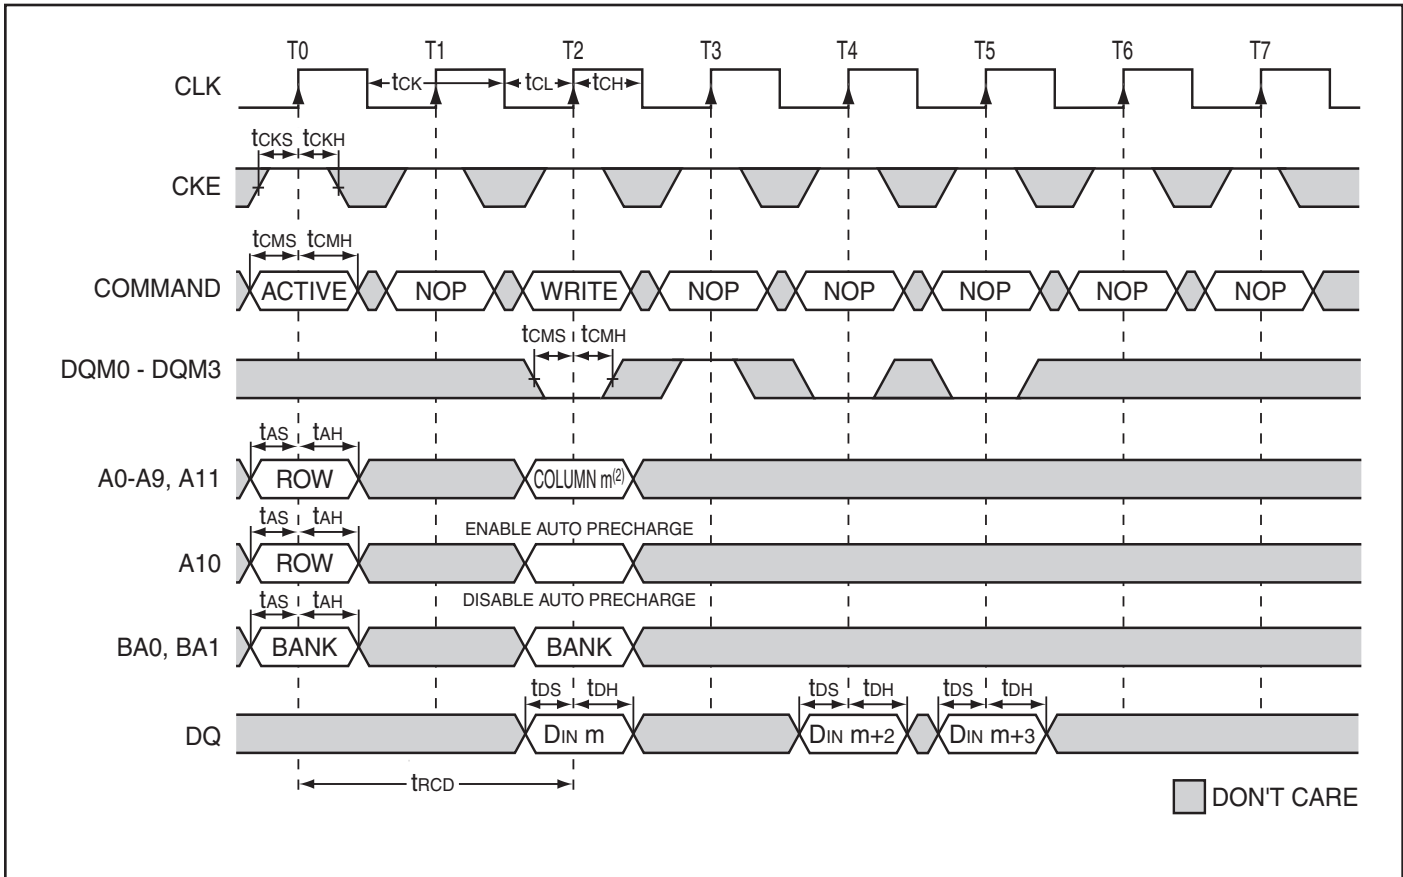 T0 T1 T2 T3 T4 T5 T6 T7
CLK tCK tCL tCH
tCKS tCKH
CKE
tCMS tCMH
COMMAND ACTIVE NOP WRITE NOP NOP NOP NOP NOP
tCMS tCMH
DQM0 - DQM3
tAS tAH
A0-A9, A11 ROW COLUMN m(2)
tAS tAH ENABLE AUTO PRECHARGE
A10 ROW
tAS tAH DISABLE AUTO PRECHARGE
BA0, BA1 BANK BANK
tDS tDH tDS tDH tDS tDH
DQ DIN m DIN m+2 DIN m+3
tRCD
DON'T CARE